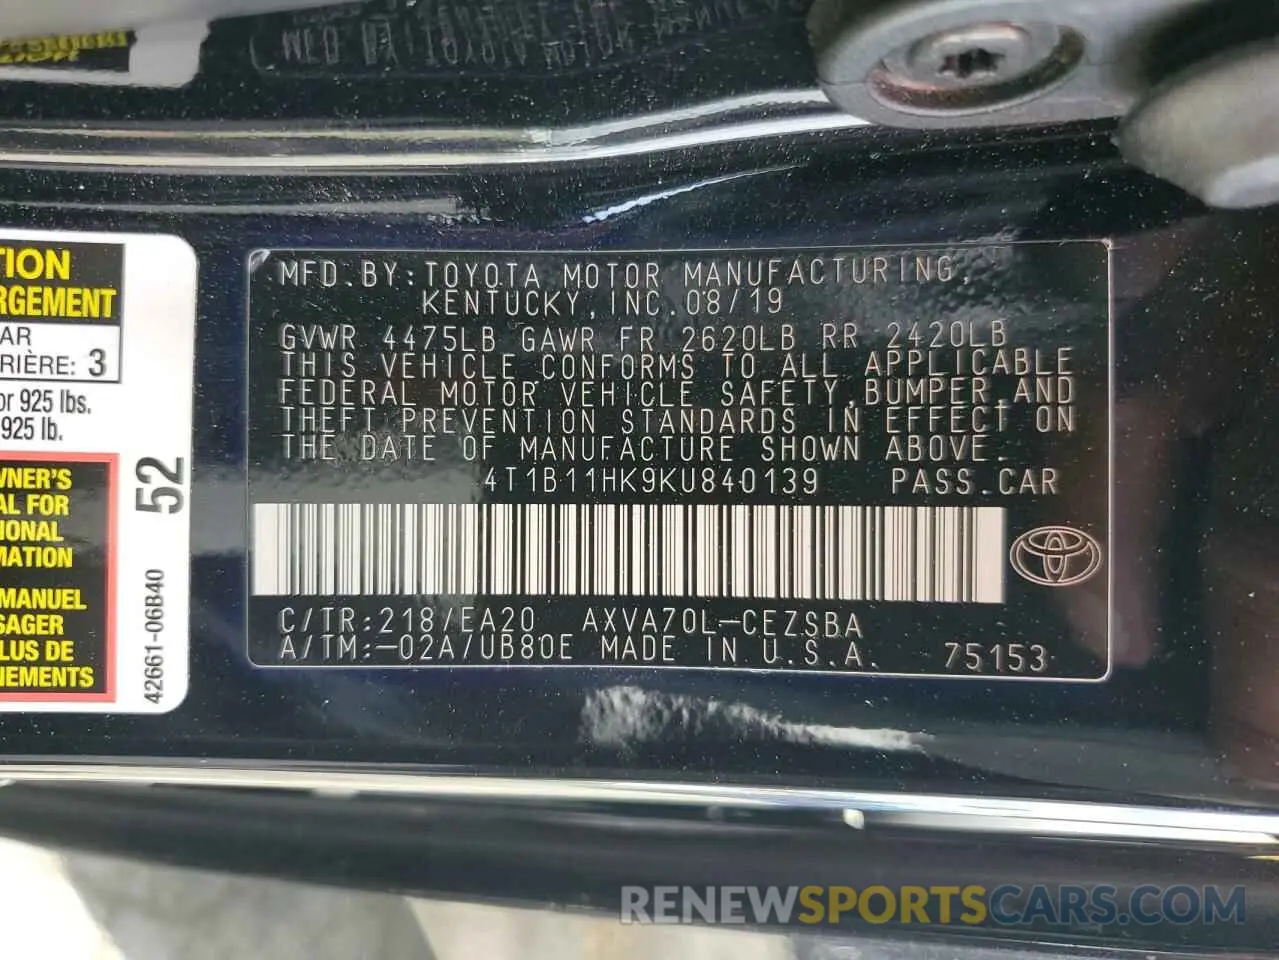 MFD BY: TOYOTA MOTOR
TION
RGEMENT
AR
RIÈRE: 3
or 925 lbs.
925 lb.
WNER'S
AL FOR
IONAL
MATION
MANUEL
SAGER
LUS DE
NEMENTS
52
42661-06B40
MFD.BY:TOYOTA MOTOR MANUFACTURING,
KENTUCKY,INC.08/19
GVWR 4475LB GAWR FR 2620LB RR 2420LB
THIS VEHICLE CONFORMS TO ALL APPLICABLE
FEDERAL MOTOR VEHICLE SAFETY,BUMPER,AND
THEFT PREVENTION STANDARDS IN EFFECT ON
THE DATE OF MANUFACTURE SHOWN ABOVE.
4T1B11HK9KU840139 PASS.CAR
C/TR:218/EA20 AXVA70L-CEZSBA
A/TM:-02A/UB80E MADE IN U.S.A. 75153
RENEWSPORTSCARS.COM